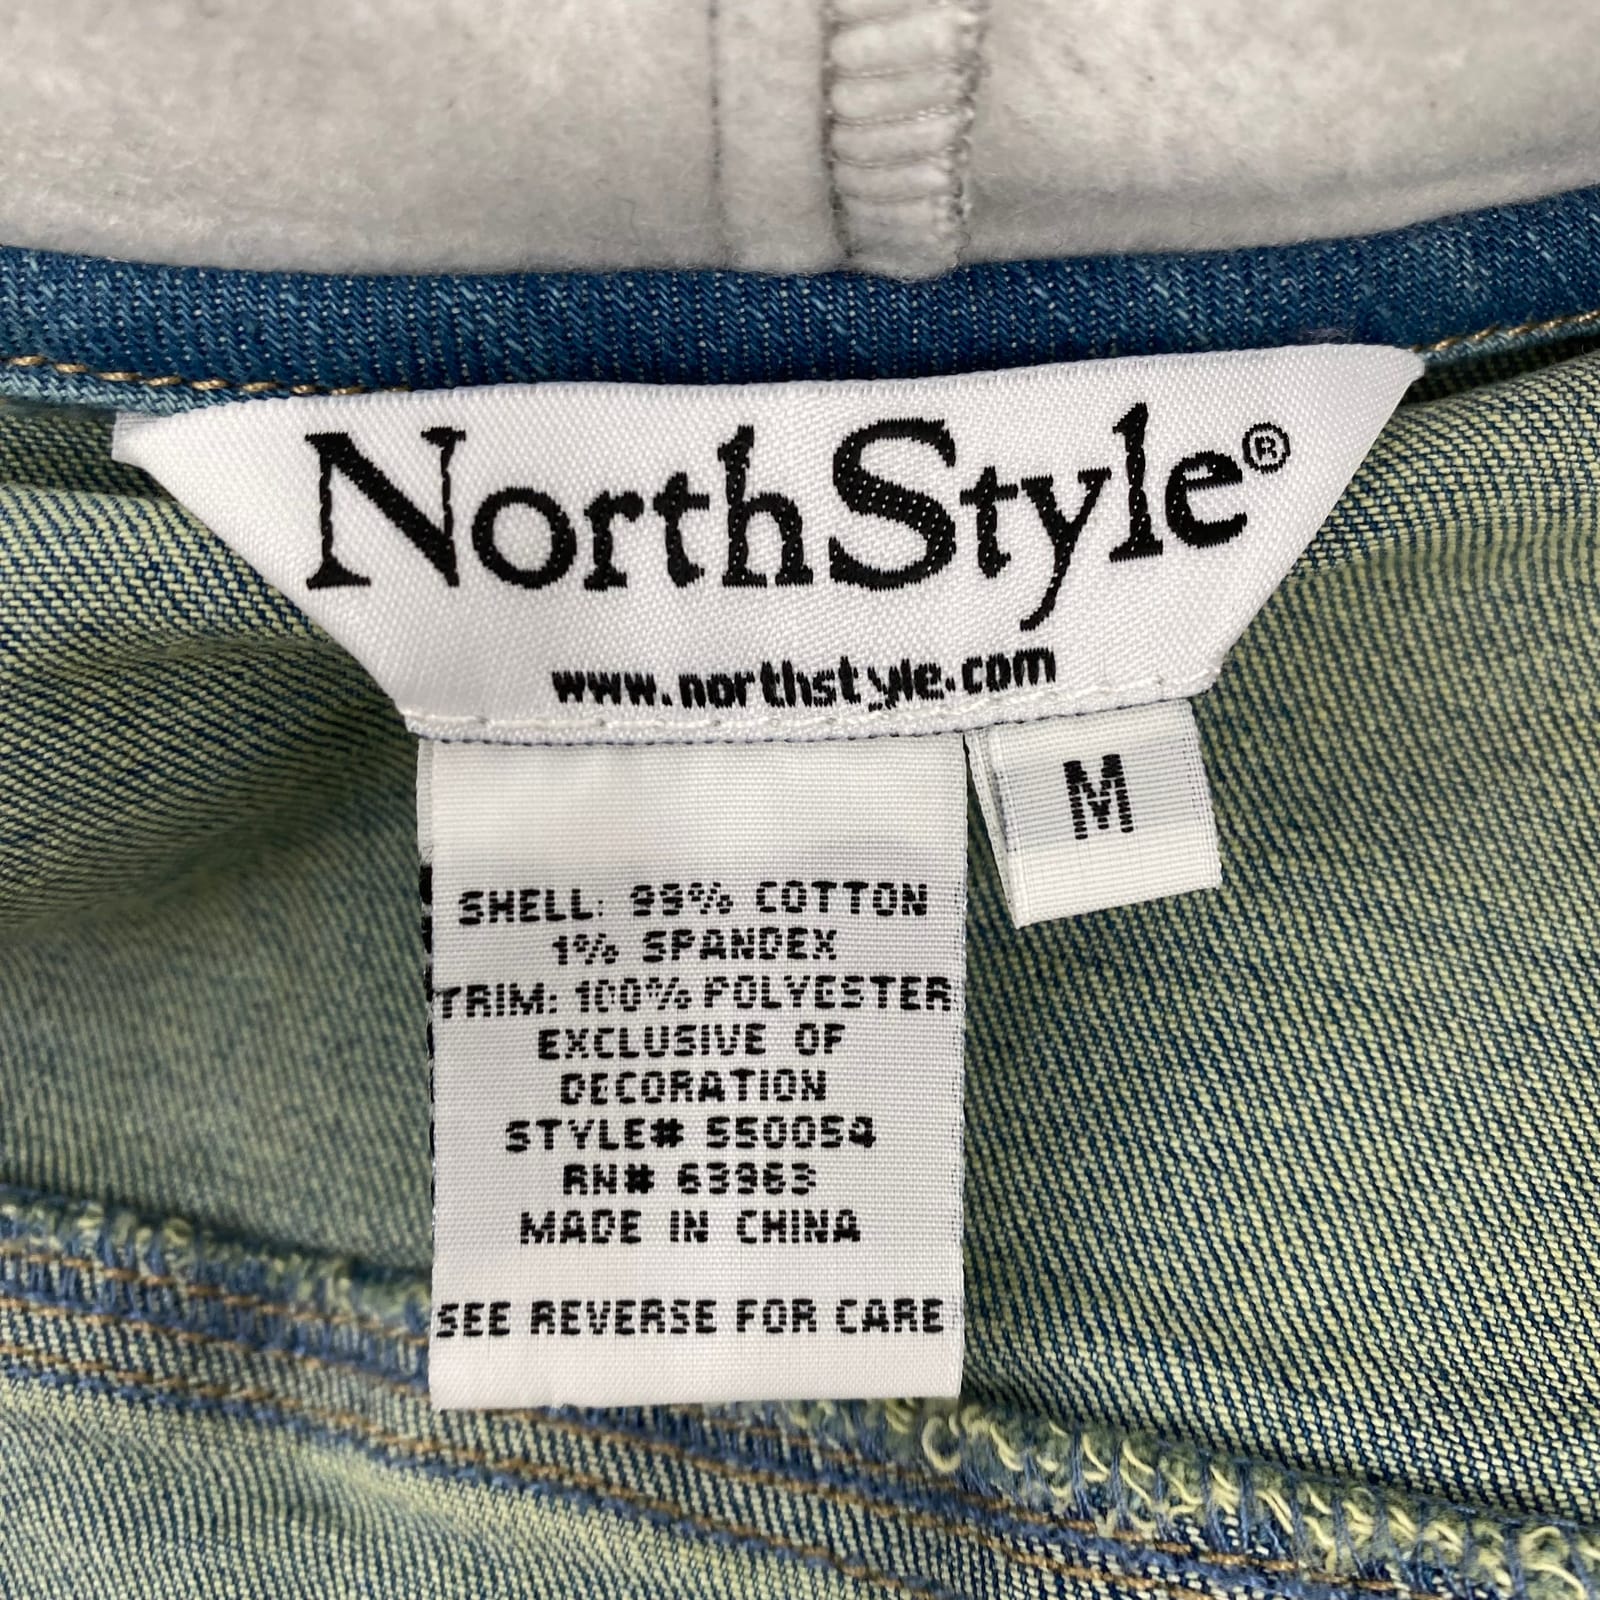 NorthStyle®
www.northstyle.com
M
SHELL: 99% COTTON
1% SPANDEX
TRIM: 100% POLYESTER
EXCLUSIVE OF
DECORATION
STYLE# 550054
RN# 63963
MADE IN CHINA
SEE REVERSE FOR CARE